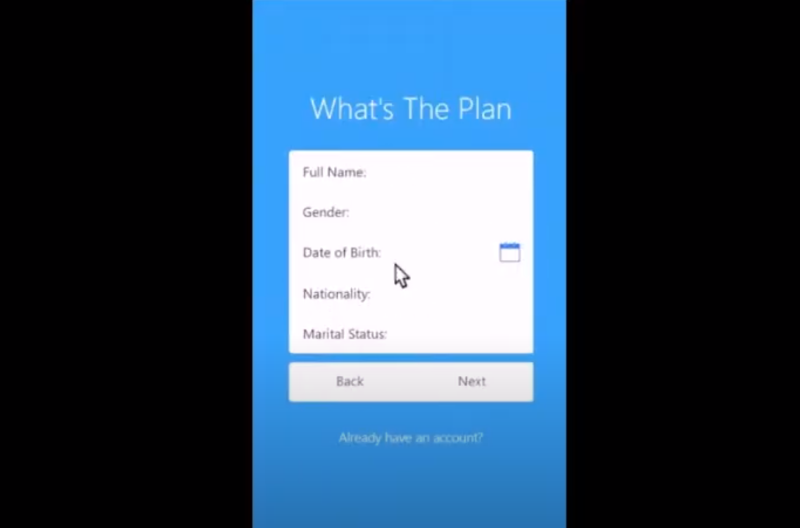 What's The Plan
Full Name:
Gender:
Date of Birth:
Nationality:
Marital Status:
Back Next
Already have an account?